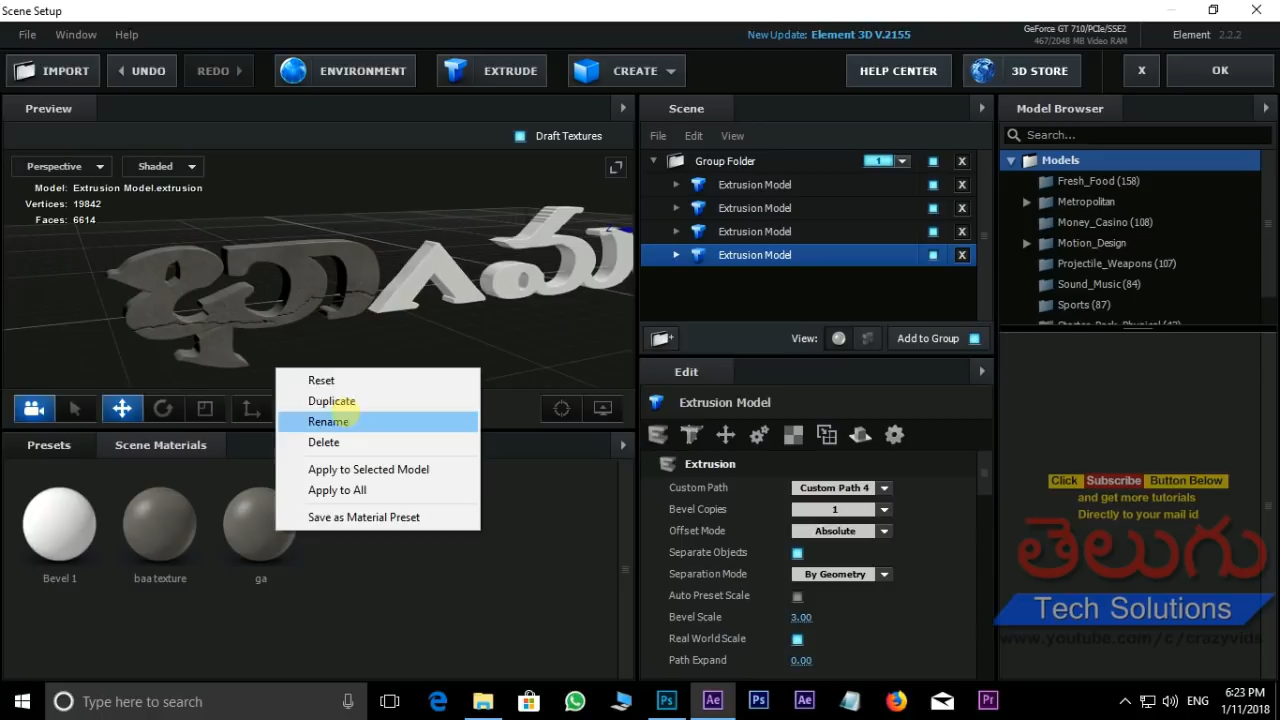 Scene Setup
File Window Help
New Update: Element 3D V.2155
GeForce GT 710/PCIe/SSE2
467/2048 MB Video RAM
Element 2.2.2
IMPORT UNDO REDO ENVIRONMENT EXTRUDE CREATE HELP CENTER 3D STORE X OK
Preview
Draft Textures
Perspective Shaded
Model: Extrusion Model.extrusion
Vertices: 19842
Faces: 6614
Reset
Duplicate
Rename
Delete
Apply to Selected Model
Apply to All
Save as Material Preset
Presets Scene Materials
Bevel 1 baa texture ga
Scene
File Edit View
Group Folder 1 X
Extrusion Model X
Extrusion Model X
Extrusion Model X
Extrusion Model X
View: Add to Group
Edit
Extrusion Model
Extrusion
Custom Path Custom Path 4
Bevel Copies 1
Offset Mode Absolute
Separate Objects
Separation Mode By Geometry
Auto Preset Scale
Bevel Scale 3.00
Real World Scale
Path Expand 0.00
Model Browser
Search...
Models
Fresh_Food (158)
Metropolitan
Money_Casino (108)
Motion_Design
Projectile_Weapons (107)
Sound_Music (84)
Sports (87)
Click Subscribe Button Below
and get more tutorials
Directly to your mail id
తెలుగు
Tech Solutions
www.youtube.com/c/crazyvids
Type here to search
ENG
6:23 PM
1/11/2018